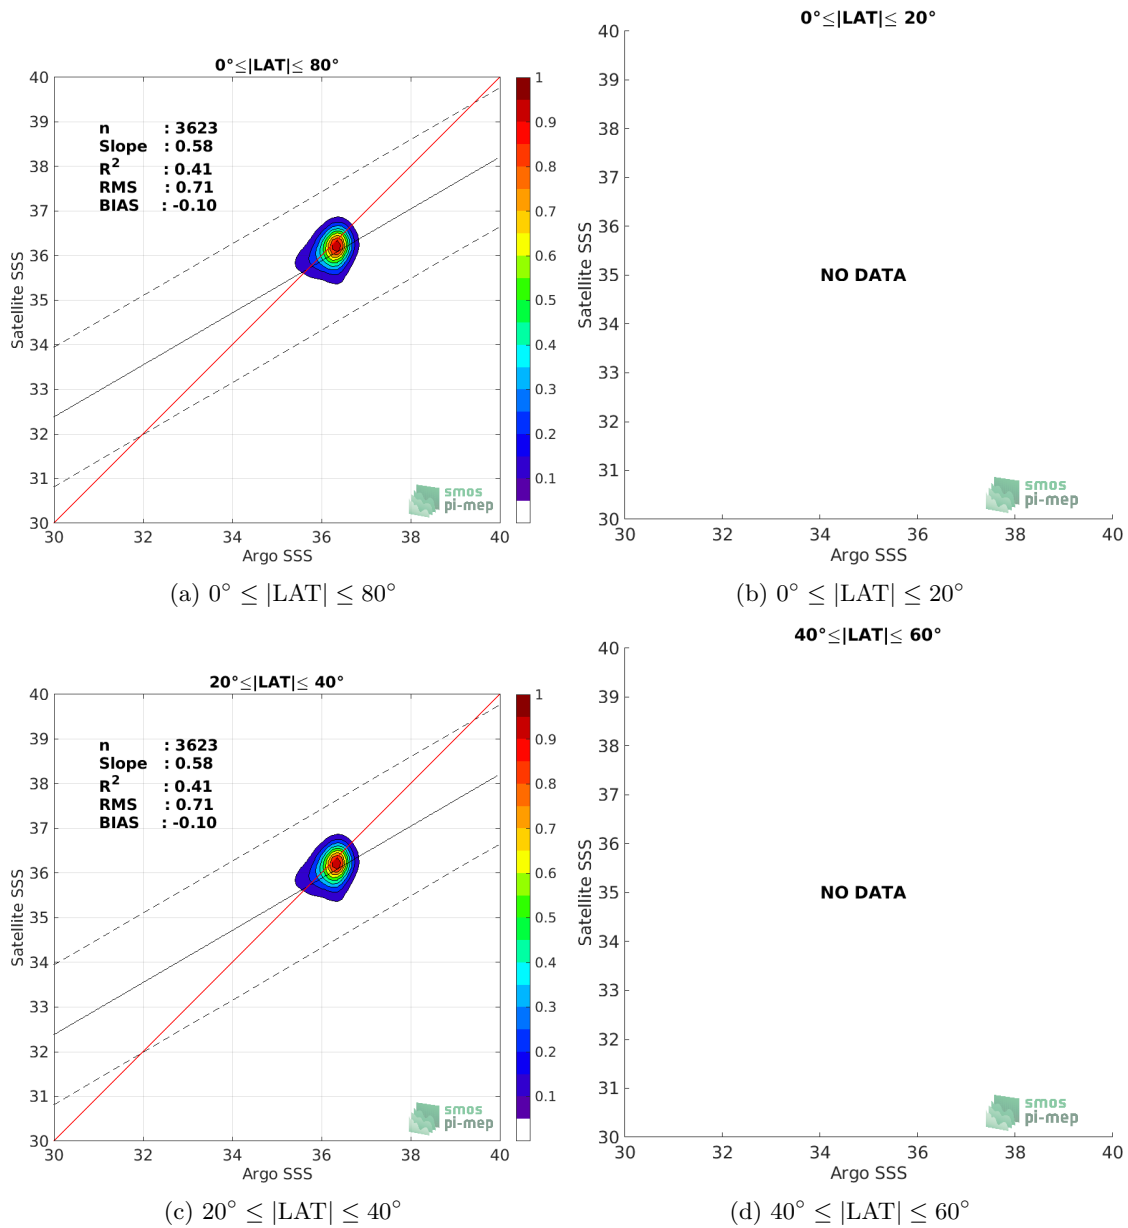 0°≤|LAT|≤ 80°
n : 3623
Slope : 0.58
R2 : 0.41
RMS : 0.71
BIAS : -0.10
40
39
38
37
36
35
34
33
32
31
30
Satellite SSS
30 32 34 36 38 40
Argo SSS
1
0.9
0.8
0.7
0.6
0.5
0.4
0.3
0.2
0.1
smos
pi-mep
(a) 0° ≤ |LAT| ≤ 80°
0°≤|LAT|≤ 20°
40
39
38
37
36
35
34
33
32
31
30
Satellite SSS
NO DATA
30 32 34 36 38 40
Argo SSS
smos
pi-mep
(b) 0° ≤ |LAT| ≤ 20°
20°≤|LAT|≤ 40°
n : 3623
Slope : 0.58
R2 : 0.41
RMS : 0.71
BIAS : -0.10
40
39
38
37
36
35
34
33
32
31
30
Satellite SSS
30 32 34 36 38 40
Argo SSS
1
0.9
0.8
0.7
0.6
0.5
0.4
0.3
0.2
0.1
smos
pi-mep
(c) 20° ≤ |LAT| ≤ 40°
40°≤|LAT|≤ 60°
40
39
38
37
36
35
34
33
32
31
30
Satellite SSS
NO DATA
30 32 34 36 38 40
Argo SSS
smos
pi-mep
(d) 40° ≤ |LAT| ≤ 60°